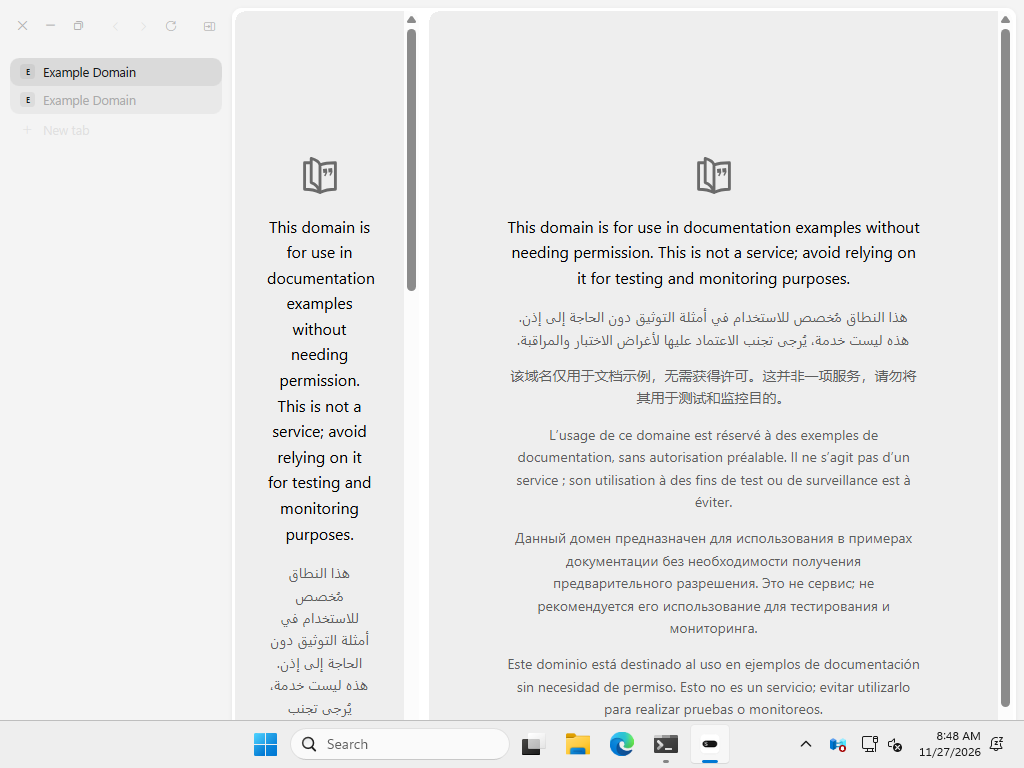 E Example Domain
E Example Domain
+ New tab
This domain is
for use in
documentation
examples
without
needing
permission.
This is not a
service; avoid
relying on it
for testing and
monitoring
purposes.
هذا النطاق
مُخصص
للاستخدام في
أمثلة التوثيق دون
الحاجة إلى إذن.
هذه ليست خدمة،
يُرجى تجنب
This domain is for use in documentation examples without
needing permission. This is not a service; avoid relying on
it for testing and monitoring purposes.
هذا النطاق مُخصص للاستخدام في أمثلة التوثيق دون الحاجة إلى إذن.
هذه ليست خدمة، يُرجى تجنب الاعتماد عليها لأغراض الاختبار والمراقبة.
该域名仅用于文档示例，无需获得许可。这并非一项服务，请勿将
其用于测试和监控目的。
L’usage de ce domaine est réservé à des exemples de
documentation, sans autorisation préalable. Il ne s’agit pas d’un
service ; son utilisation à des fins de test ou de surveillance est à
éviter.
Данный домен предназначен для использования в примерах
документации без необходимости получения
предварительного разрешения. Это не сервис; не
рекомендуется его использование для тестирования и
мониторинга.
Este dominio está destinado al uso en ejemplos de documentación
sin necesidad de permiso. Esto no es un servicio; evitar utilizarlo
para realizar pruebas o monitoreos.
Search
8:48 AM
11/27/2026